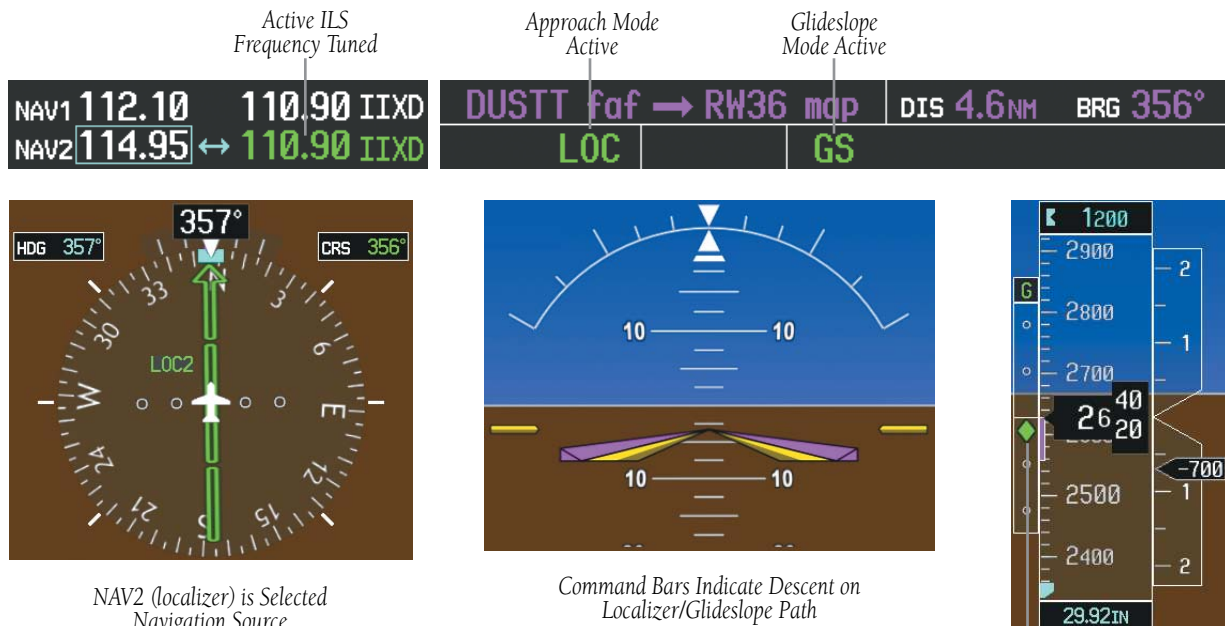 Active ILS
Frequency Tuned
Approach Mode
Active
Glideslope
Mode Active
NAV1 112.10 110.90 IIXD
NAV2 114.95 ↔ 110.90 IIXD
DUSTT faf → RW36 map DIS 4.6NM BRG 356°
LOC GS
357°
HDG 357° CRS 356°
N
3
6
E
12
15
S
21
24
W
30
33
LOC2
10 10
10 10
1200
2900
2800
2700
2500
2400
G
2640
20
2
1
-700
1
2
29.92IN
NAV2 (localizer) is Selected
Navigation Source
Command Bars Indicate Descent on
Localizer/Glideslope Path